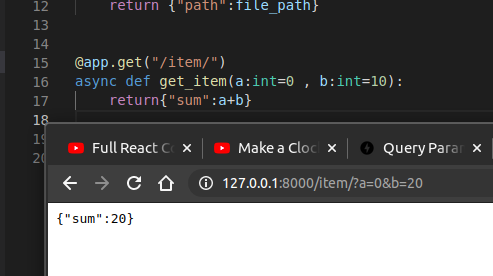 12 return {"path":file_path}
13
14
15 @app.get("/item/")
16 async def get_item(a:int=0 , b:int=10):
17 return{"sum":a+b}
18
19
20
Full React Co
Make a Cloc
Query Param
127.0.0.1:8000/item/?a=0&b=20
{"sum":20}